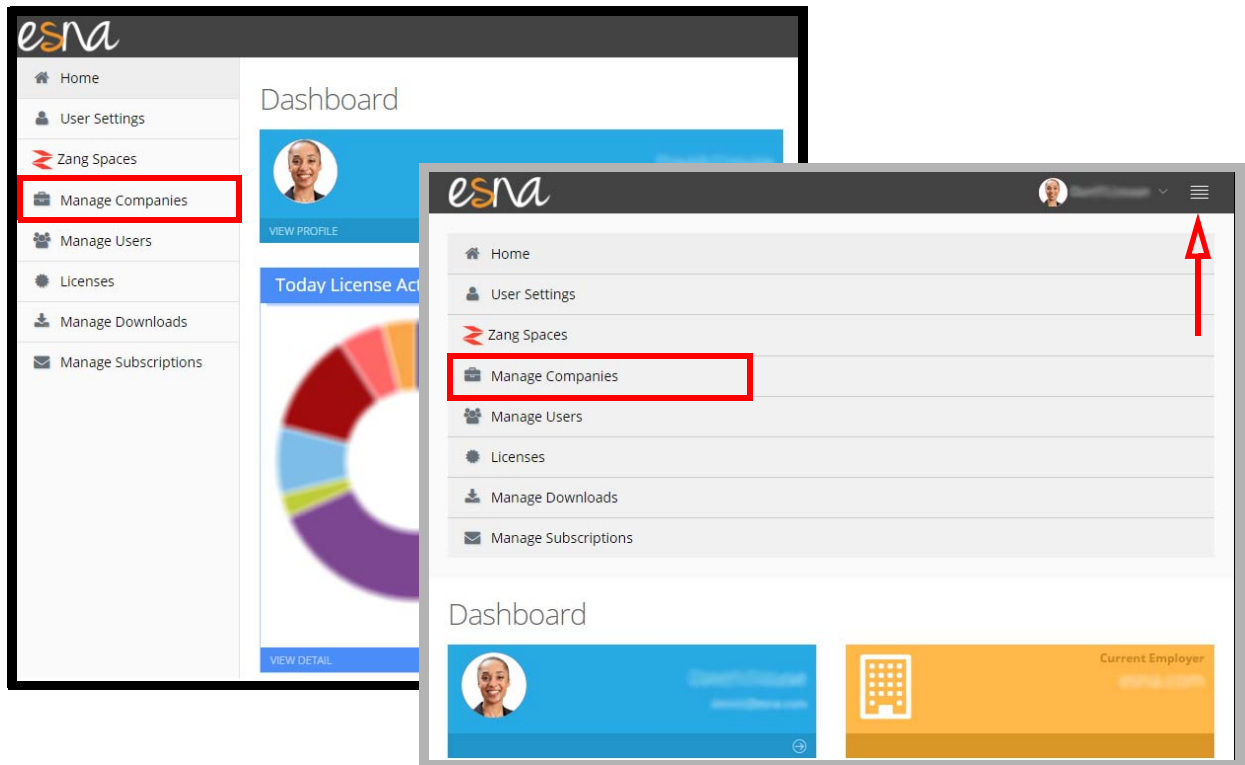 esna
Home
User Settings
Zang Spaces
Manage Companies
Manage Users
Licenses
Manage Downloads
Manage Subscriptions
Dashboard
VIEW PROFILE
Today License Act
VIEW DETAIL
esna
Home
User Settings
Zang Spaces
Manage Companies
Manage Users
Licenses
Manage Downloads
Manage Subscriptions
Dashboard
Current Employer